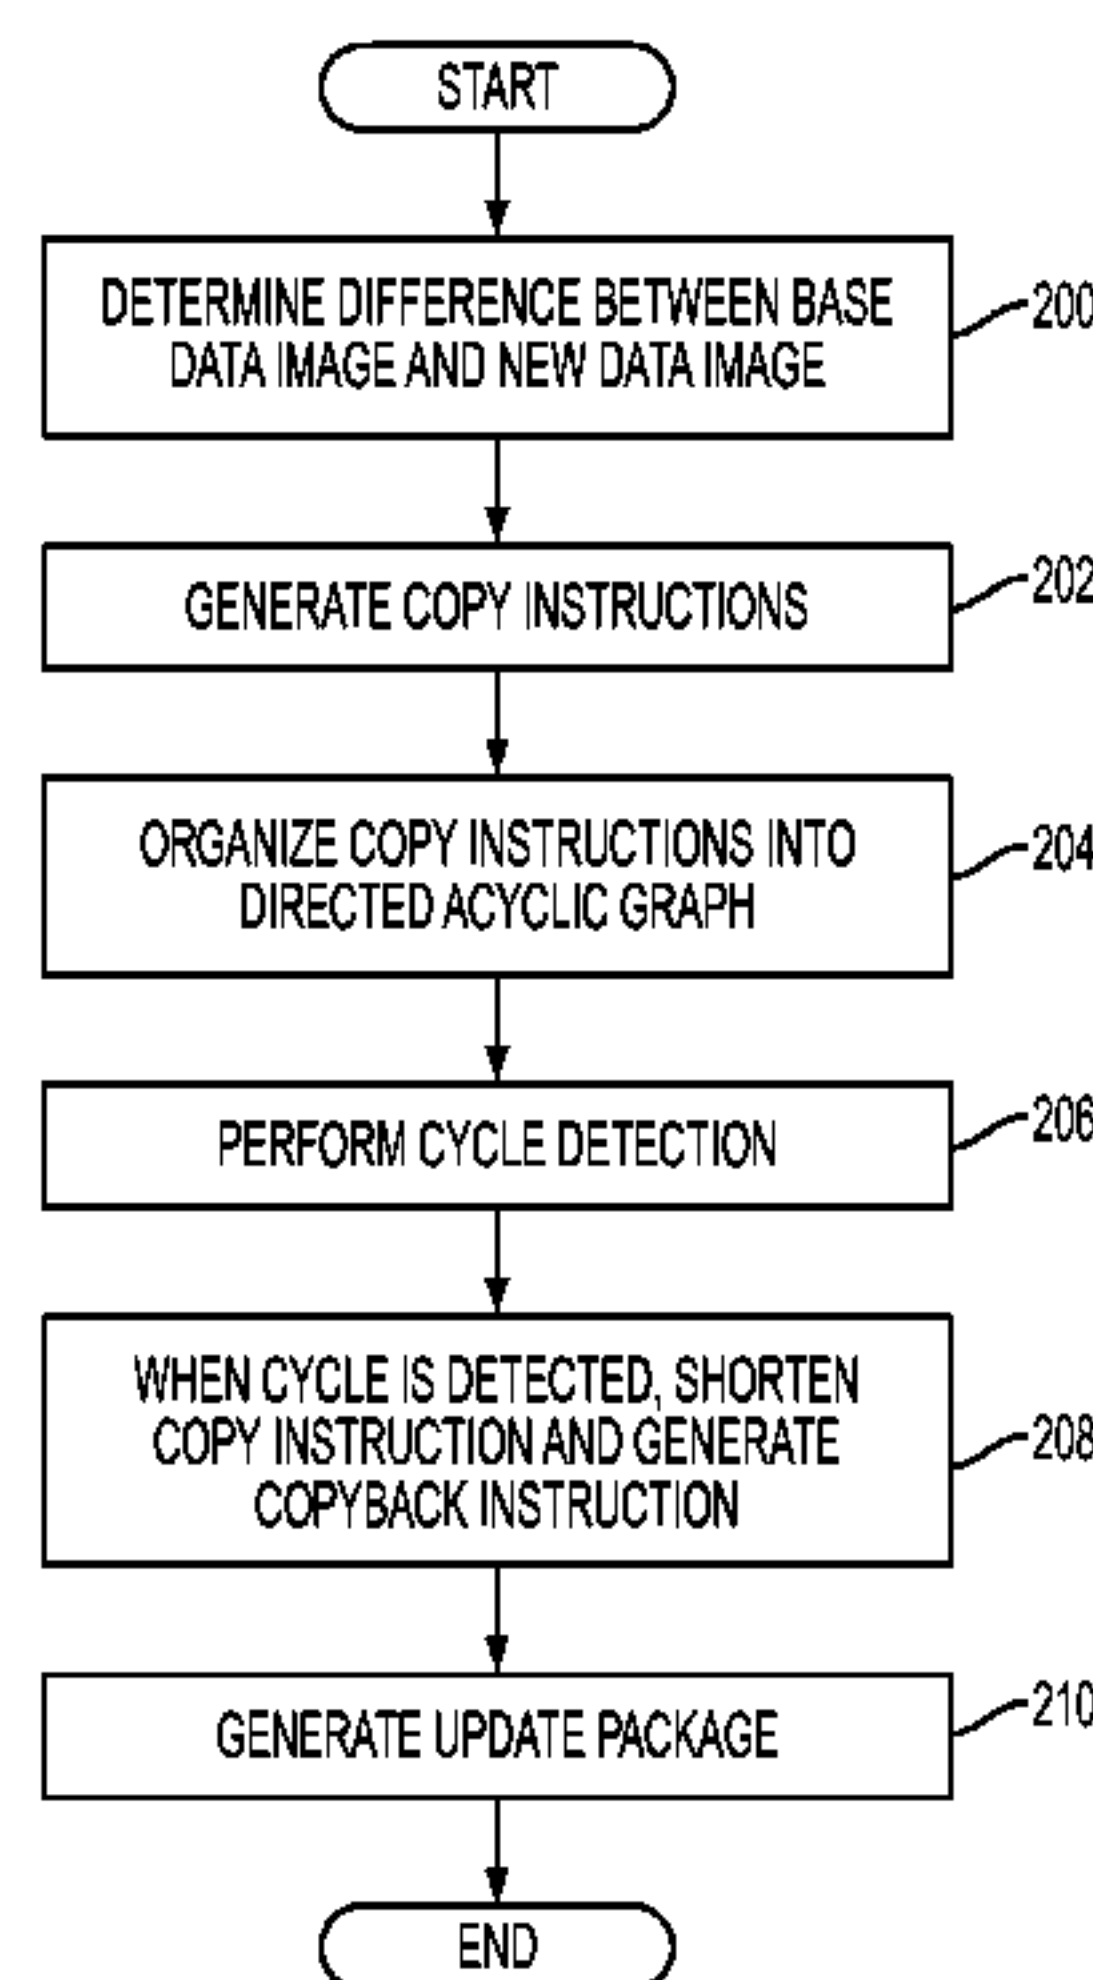 START
DETERMINE DIFFERENCE BETWEEN BASE
DATA IMAGE AND NEW DATA IMAGE
200
GENERATE COPY INSTRUCTIONS
202
ORGANIZE COPY INSTRUCTIONS INTO
DIRECTED ACYCLIC GRAPH
204
PERFORM CYCLE DETECTION
206
WHEN CYCLE IS DETECTED, SHORTEN
COPY INSTRUCTION AND GENERATE
COPYBACK INSTRUCTION
208
GENERATE UPDATE PACKAGE
210
END